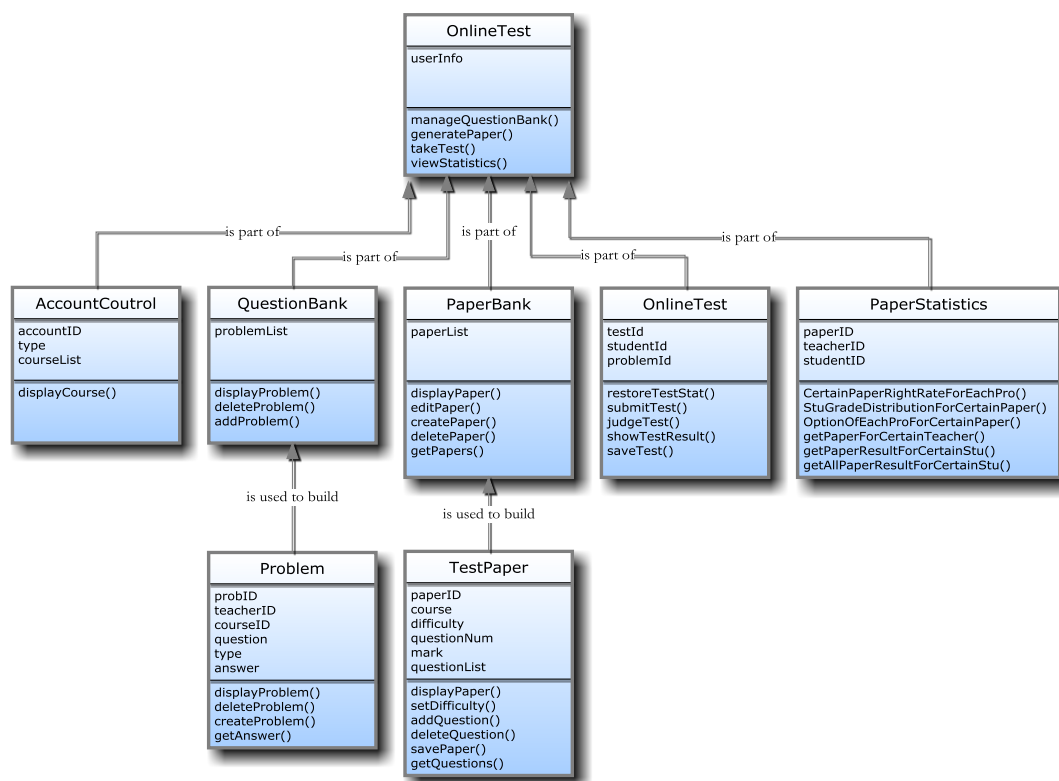 OnlineTest
userInfo
manageQuestionBank()
generatePaper()
takeTest()
viewStatistics()
is part of
is part of
is part of
is part of
is part of
AccountCoutrol
accountID
type
courseList
displayCourse()
QuestionBank
problemList
displayProblem()
deleteProblem()
addProblem()
PaperBank
paperList
displayPaper()
editPaper()
createPaper()
deletePaper()
getPapers()
OnlineTest
testId
studentId
problemId
restoreTestStat()
submitTest()
judgeTest()
showTestResult()
saveTest()
PaperStatistics
paperID
teacherID
studentID
CertainPaperRightRateForEachPro()
StuGradeDistributionForCertainPaper()
OptionOfEachProForCertainPaper()
getPaperForCertainTeacher()
getPaperResultForCertainStu()
getAllPaperResultForCertainStu()
is used to build
is used to build
Problem
probID
teacherID
courseID
question
type
answer
displayProblem()
deleteProblem()
createProblem()
getAnswer()
TestPaper
paperID
course
difficulty
questionNum
mark
questionList
displayPaper()
setDifficulty()
addQuestion()
deleteQuestion()
savePaper()
getQuestions()